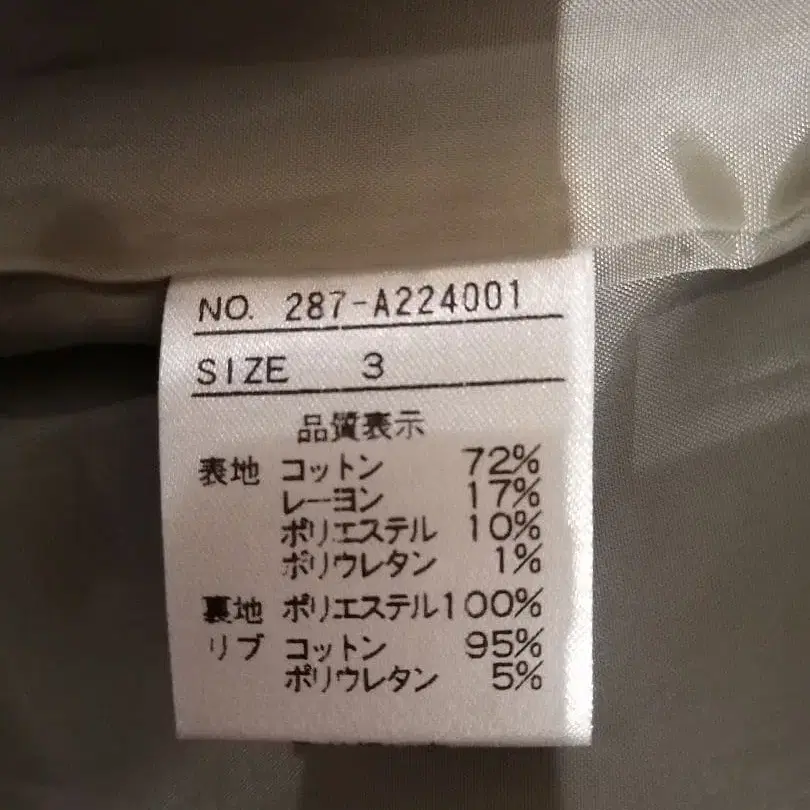 NO. 287-A224001
SIZE 3
品質表示
表地 コットン 72%
レーヨン 17%
ポリエステル 10%
ポリウレタン 1%
裏地 ポリエステル 100%
リブ コットン 95%
ポリウレタン 5%